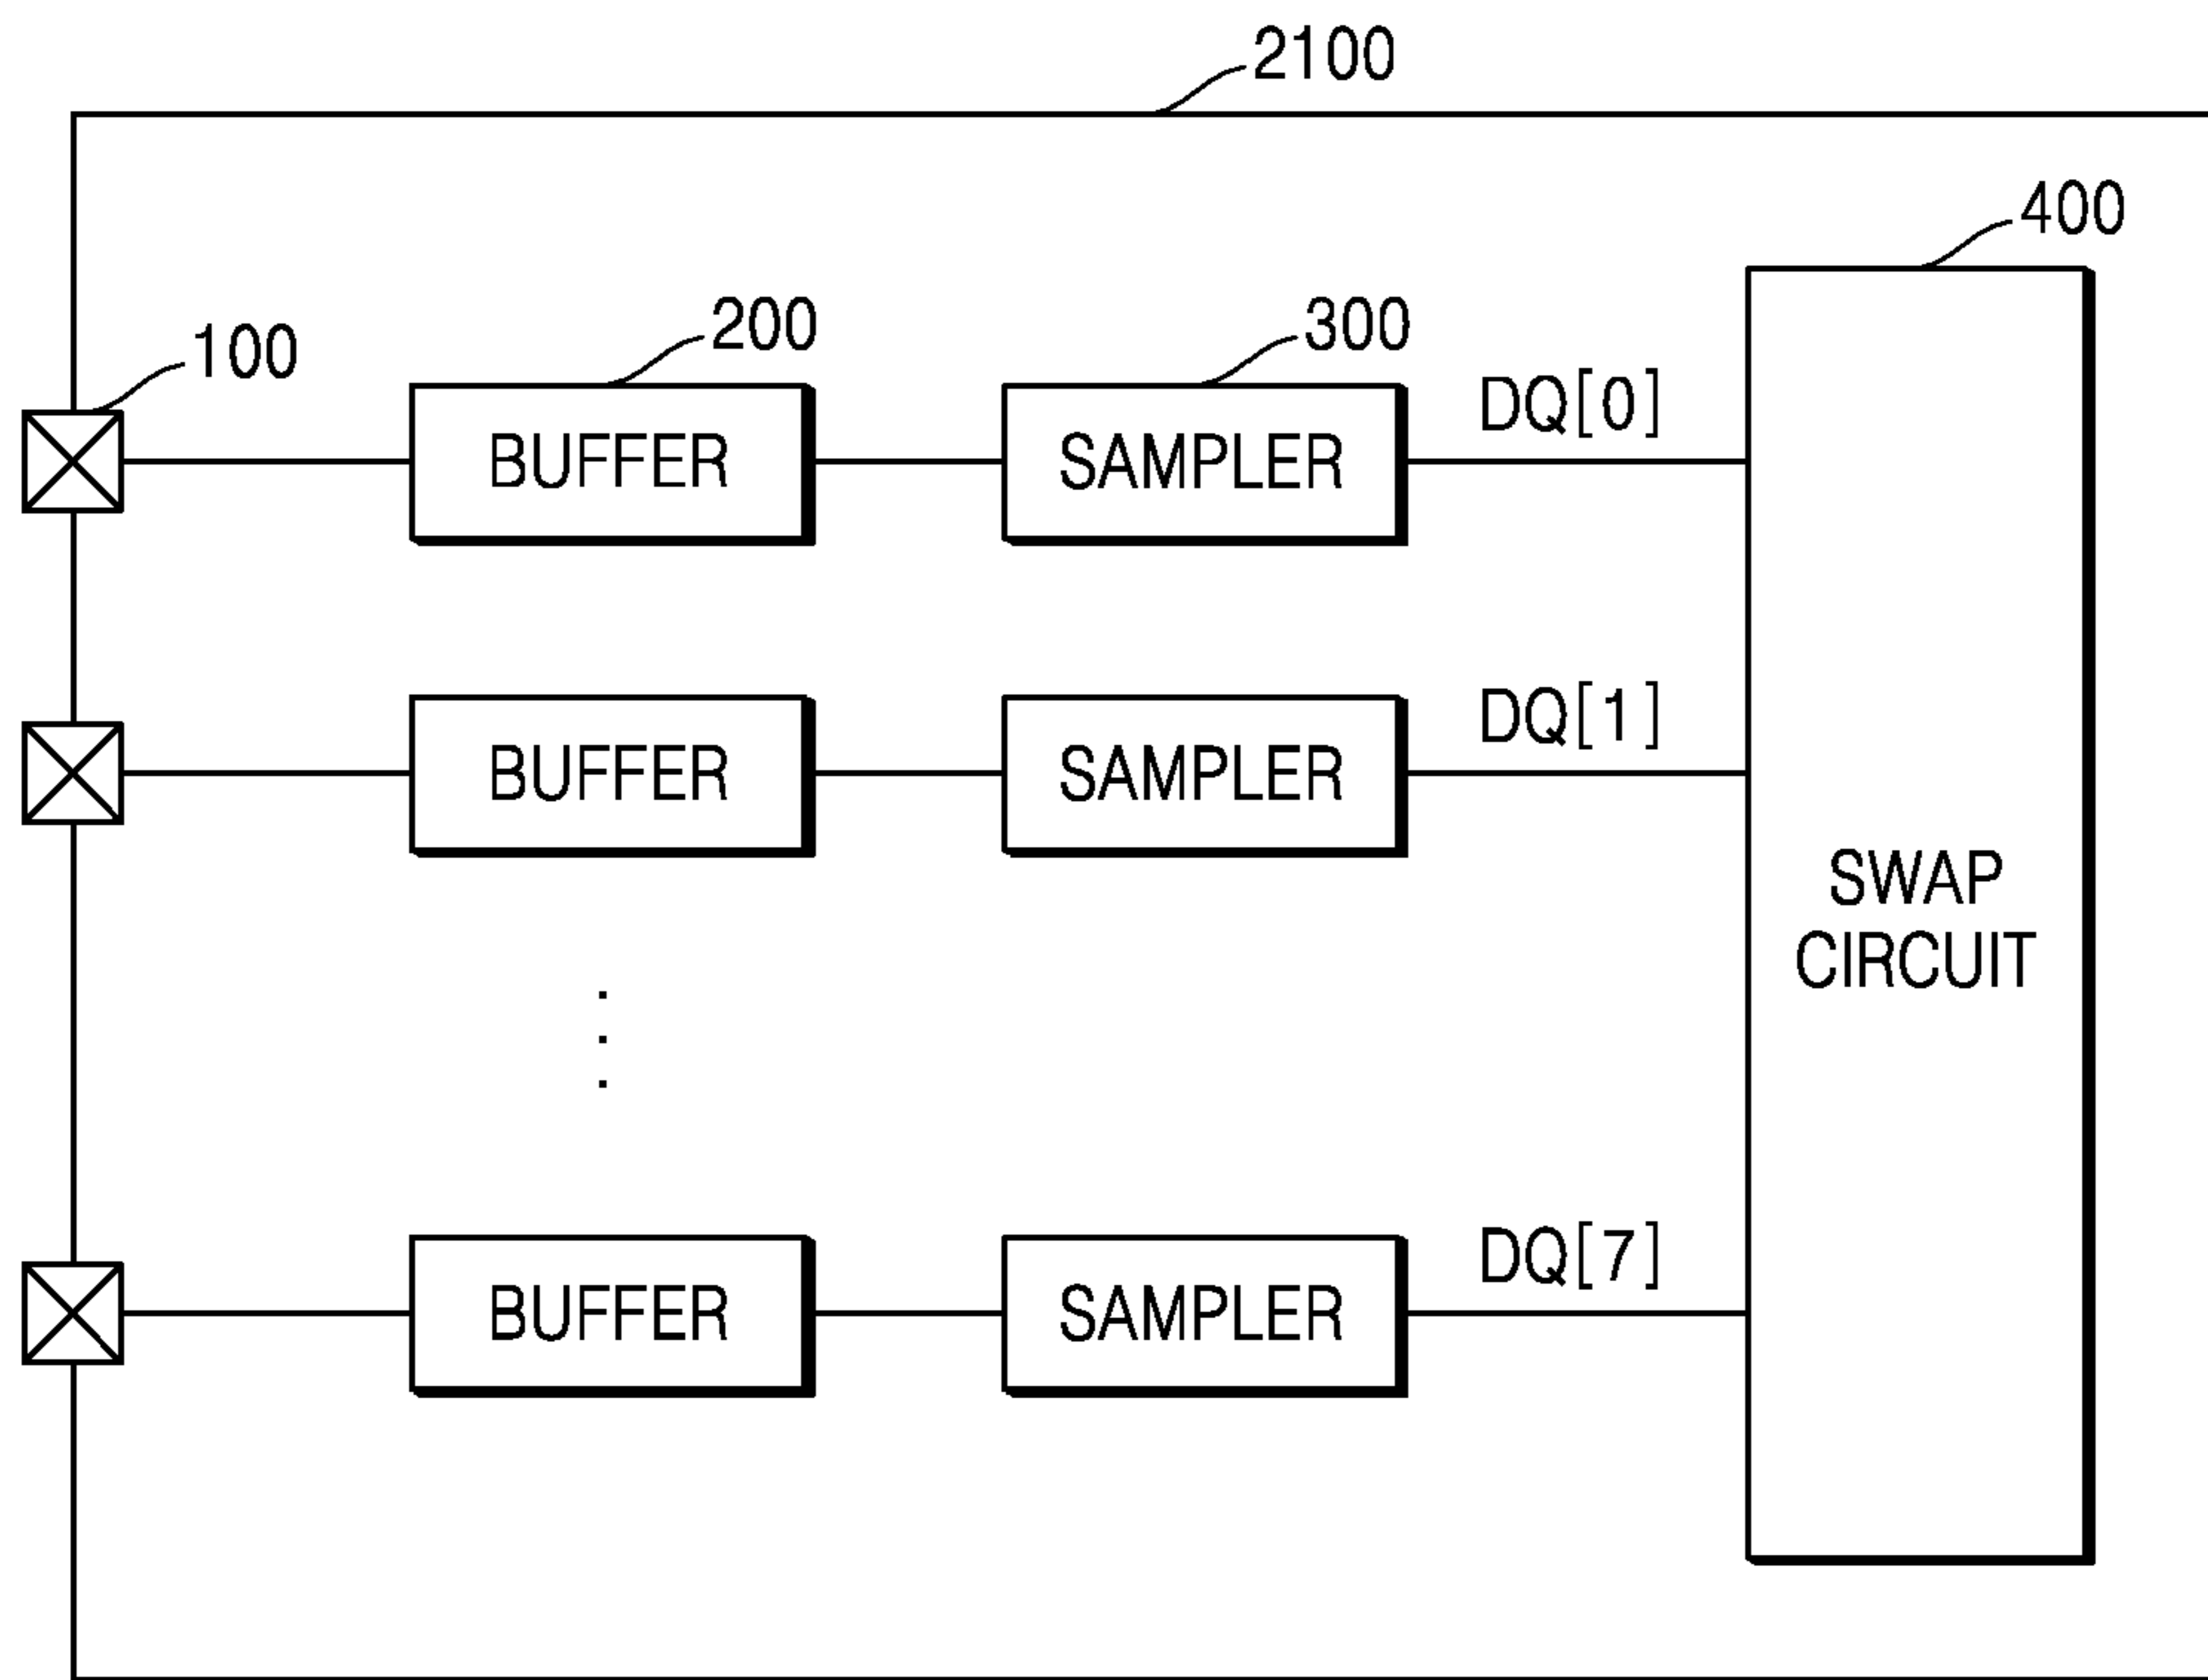 2100
400
100
200
300
BUFFER
SAMPLER
DQ[0]
BUFFER
SAMPLER
DQ[1]
SWAP
CIRCUIT
BUFFER
SAMPLER
DQ[7]